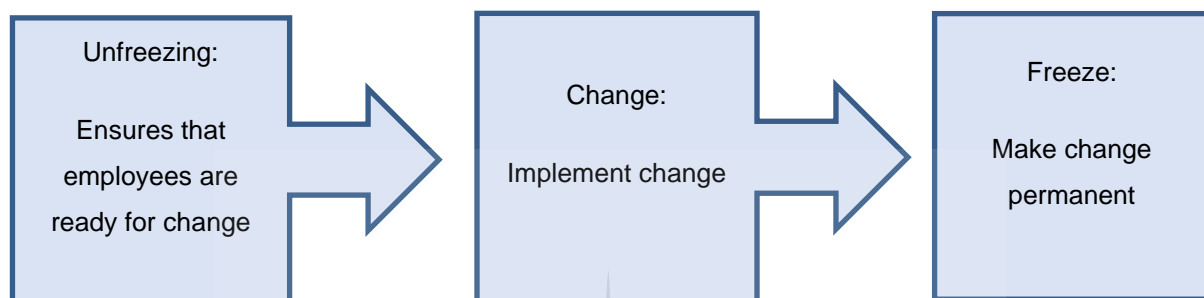 Unfreezing:
Ensures that
employees are
ready for change
Change:
Implement change
Freeze:
Make change
permanent